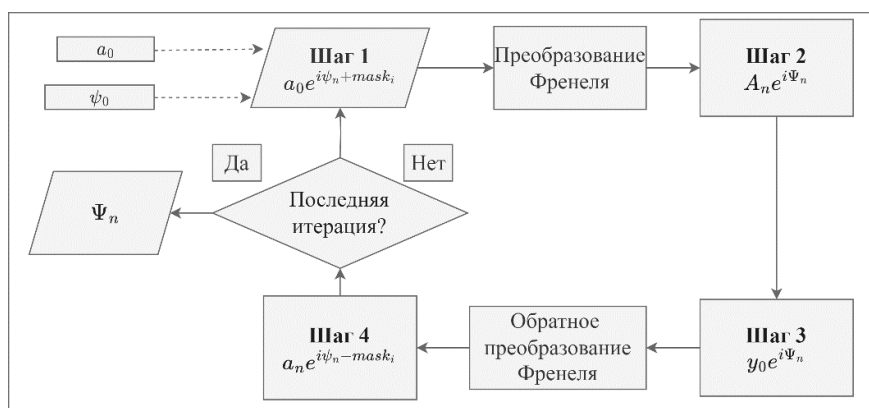 a₀
ψ₀
Шаг 1
a₀e^{iψₙ+maskᵢ}
Преобразование
Френеля
Шаг 2
Aₙe^{iΨₙ}
Да
Нет
Последняя
итерация?
Ψₙ
Шаг 4
aₙe^{iψₙ−maskᵢ}
Обратное
преобразование
Френеля
Шаг 3
y₀e^{iΨₙ}